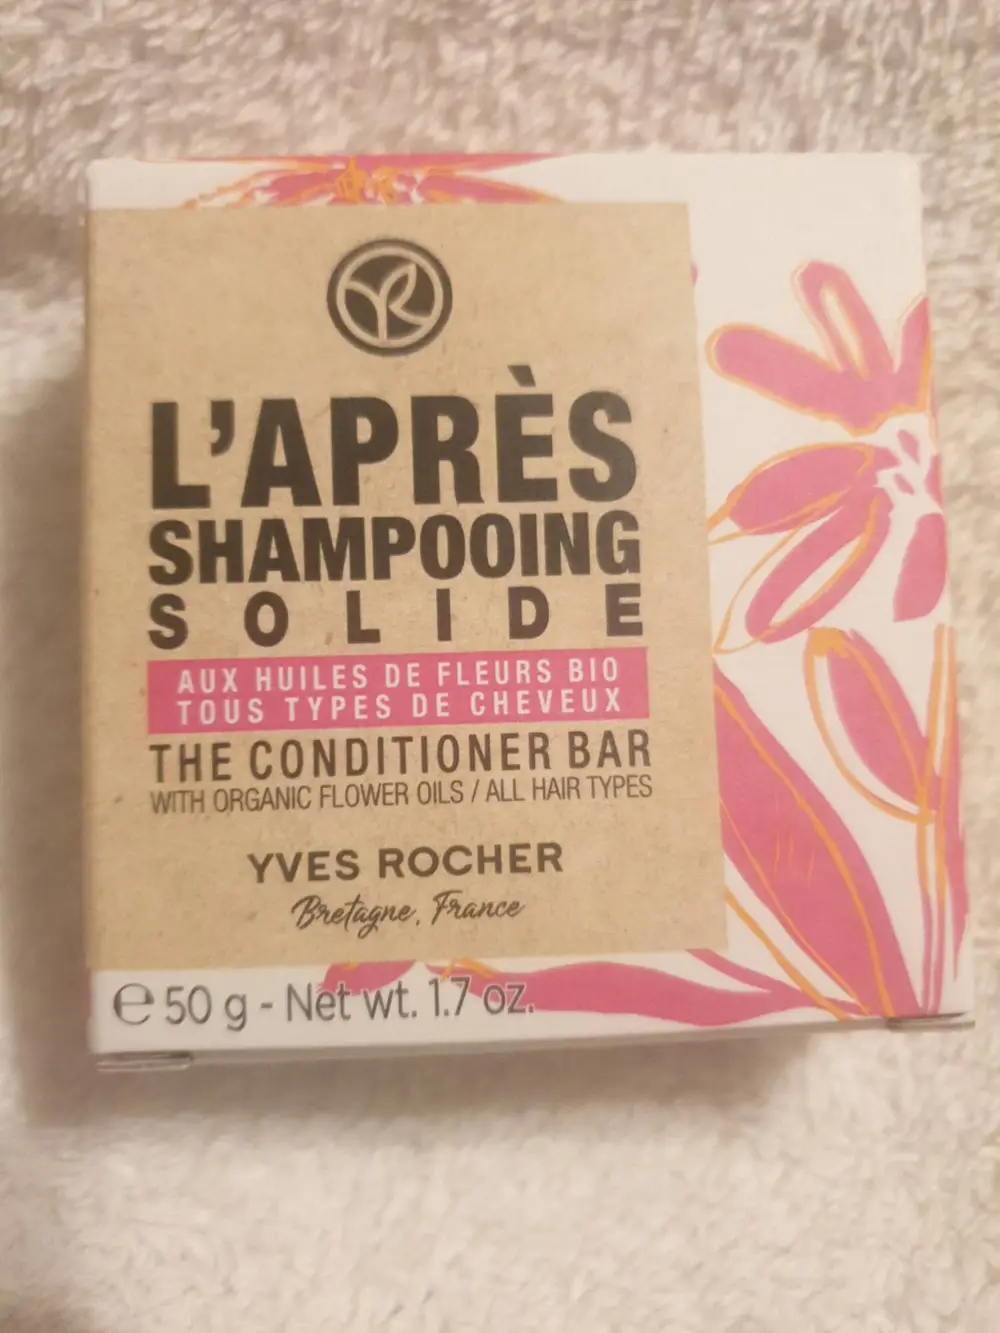 L'APRÈS
SHAMPOOING
SOLIDE
AUX HUILES DE FLEURS BIO
TOUS TYPES DE CHEVEUX
THE CONDITIONER BAR
WITH ORGANIC FLOWER OILS / ALL HAIR TYPES
YVES ROCHER
Bretagne, France
℮ 50 g - Net wt. 1.7 oz.